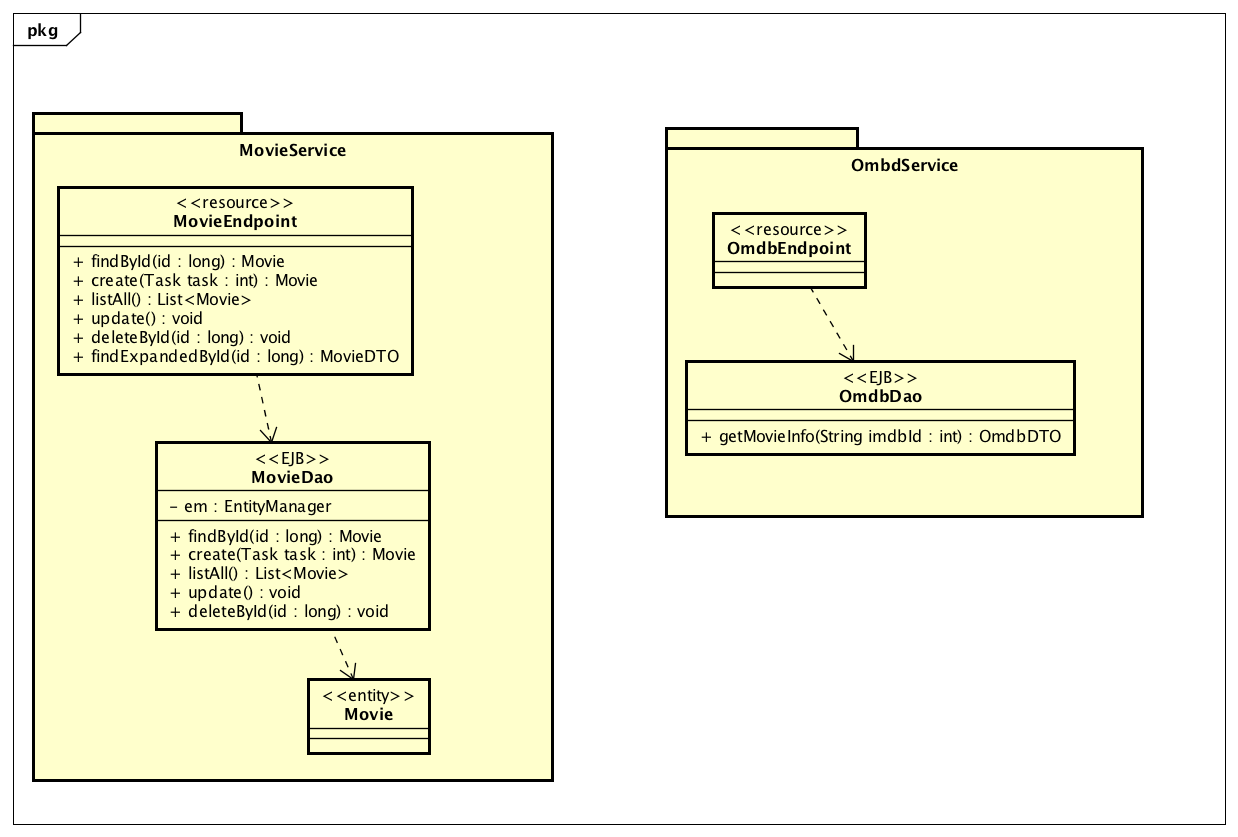 pkg
MovieService
<<resource>>
MovieEndpoint
+ findById(id : long) : Movie
+ create(Task task : int) : Movie
+ listAll() : List<Movie>
+ update() : void
+ deleteById(id : long) : void
+ findExpandedById(id : long) : MovieDTO
<<EJB>>
MovieDao
- em : EntityManager
+ findById(id : long) : Movie
+ create(Task task : int) : Movie
+ listAll() : List<Movie>
+ update() : void
+ deleteById(id : long) : void
<<entity>>
Movie
OmbdService
<<resource>>
OmdbEndpoint
<<EJB>>
OmdbDao
+ getMovieInfo(String imdbId : int) : OmdbDTO